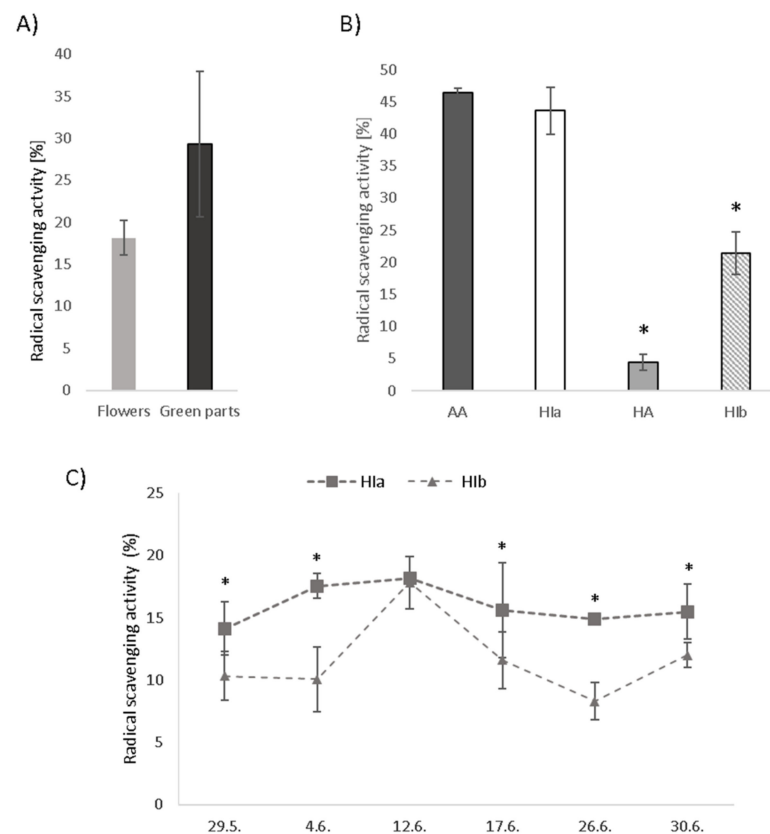 A)
Radical scavenging actvity [%]
40
35
30
25
20
15
10
5
0
Flowers Green parts
B)
Radical scavenging activity [%]
50
45
40
35
30
25
20
15
10
5
0
*
*
AA HIa HA HIb
C)
HIa HIb
Radical scavenging activity (%)
25
20
15
10
5
0
* * * * *
29.5. 4.6. 12.6. 17.6. 26.6. 30.6.